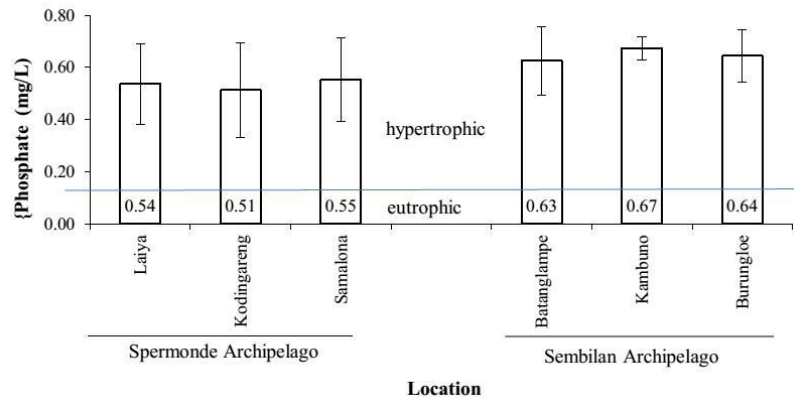 {Phosphate (mg/L)
0.80
0.60
0.40
0.20
0.00
hypertrophic
eutrophic
0.54
0.51
0.55
0.63
0.67
0.64
Laiya
Kodingareng
Samalona
Batanglampe
Kambuno
Burungloe
Spermonde Archipelago
Sembilan Archipelago
Location